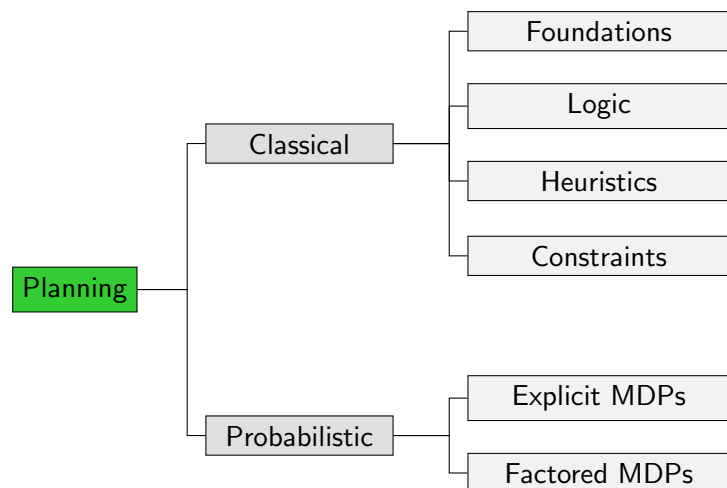 Foundations
Logic
Classical
Heuristics
Constraints
Planning
Explicit MDPs
Probabilistic
Factored MDPs